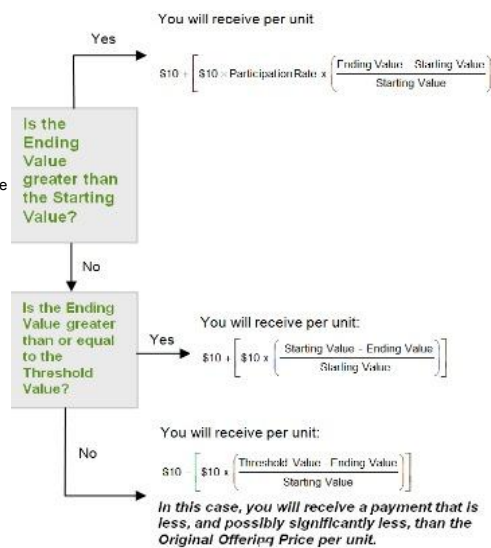 You will receive per unit
Yes
$10 + [ $10 × Participation Rate x ( Ending Value Starting Value / Starting Value ) ]
Is the
Ending
Value
greater than
the Starting
Value?
e
No
Is the Ending
Value greater
than or equal
to the
Threshold
Value?
Yes
You will receive per unit:
$10 + [ $10 x ( Starting Value - Ending Value / Starting Value ) ]
No
You will receive per unit:
$10 [ $10 x ( Threshold Value Ending Value / Starting Value ) ]
In this case, you will receive a payment that is
less, and possibly significantly less, than the
Original Offering Price per unit.